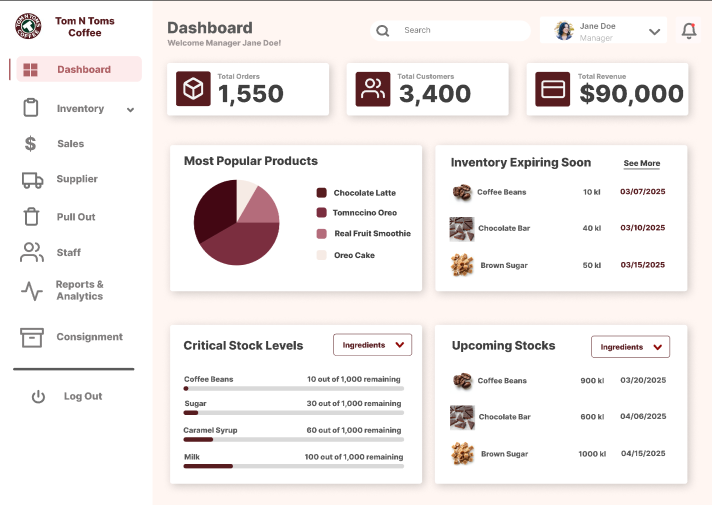 Tom N Toms
Coffee
Dashboard
Inventory
Sales
Supplier
Pull Out
Staff
Reports &
Analytics
Consignment
Log Out
Dashboard
Welcome Manager Jane Doe!
Search
Jane Doe
Manager
Total Orders
1,550
Total Customers
3,400
Total Revenue
$90,000
Most Popular Products
Chocolate Latte
Tomnccino Oreo
Real Fruit Smoothie
Oreo Cake
Inventory Expiring Soon
See More
Coffee Beans 10 kl 03/07/2025
Chocolate Bar 40 kl 03/10/2025
Brown Sugar 50 kl 03/15/2025
Critical Stock Levels
Ingredients
Coffee Beans 10 out of 1,000 remaining
Sugar 30 out of 1,000 remaining
Caramel Syrup 60 out of 1,000 remaining
Milk 100 out of 1,000 remaining
Upcoming Stocks
Ingredients
Coffee Beans 900 kl 03/20/2025
Chocolate Bar 600 kl 04/06/2025
Brown Sugar 1000 kl 04/15/2025